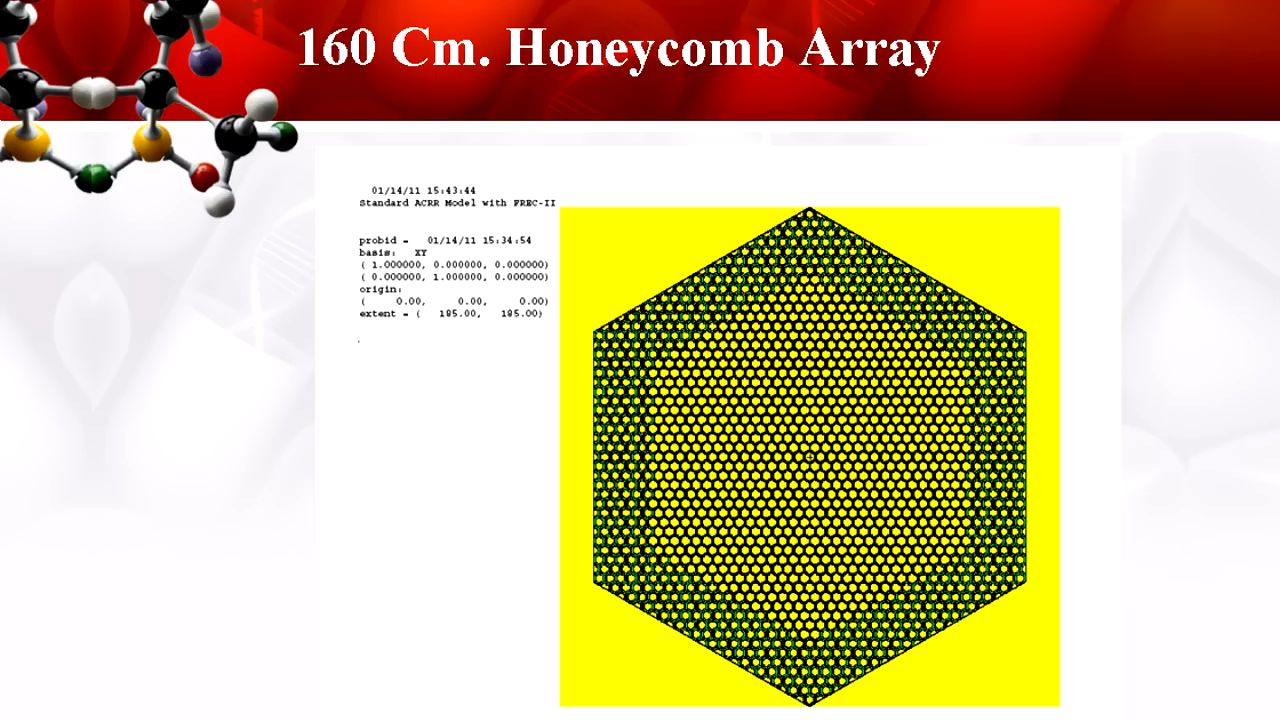 160 Cm. Honeycomb Array
01/14/11 15:43:44
Standard ACRR Model with FREC-II
probid = 01/14/11 15:34:54
basis: XY
( 1.000000, 0.000000, 0.000000)
( 0.000000, 1.000000, 0.000000)
origin:
( 0.00, 0.00, 0.00)
extent = ( 185.00, 185.00)